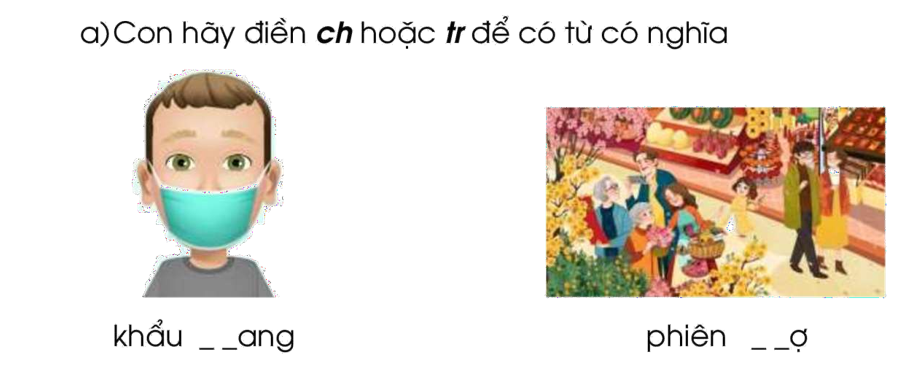 a)Con hãy điền ch hoặc tr để có từ có nghĩa
khẩu _ _ang
phiên _ _ợ